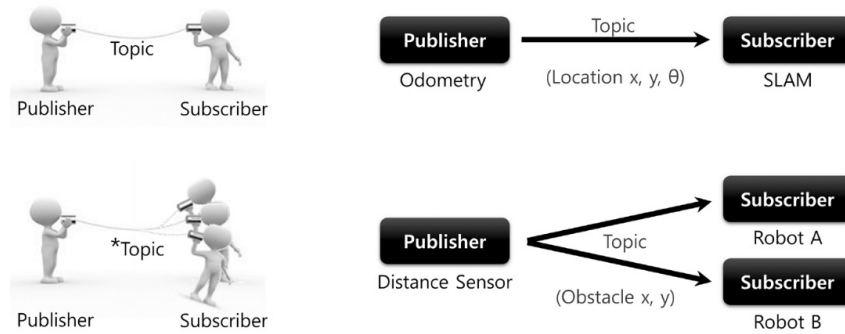 Topic
Publisher Subscriber
Publisher Topic Subscriber
Odometry (Location x, y, θ) SLAM
*Topic
Publisher Subscriber
Subscriber
Robot A
Publisher Topic
Distance Sensor
(Obstacle x, y)
Subscriber
Robot B